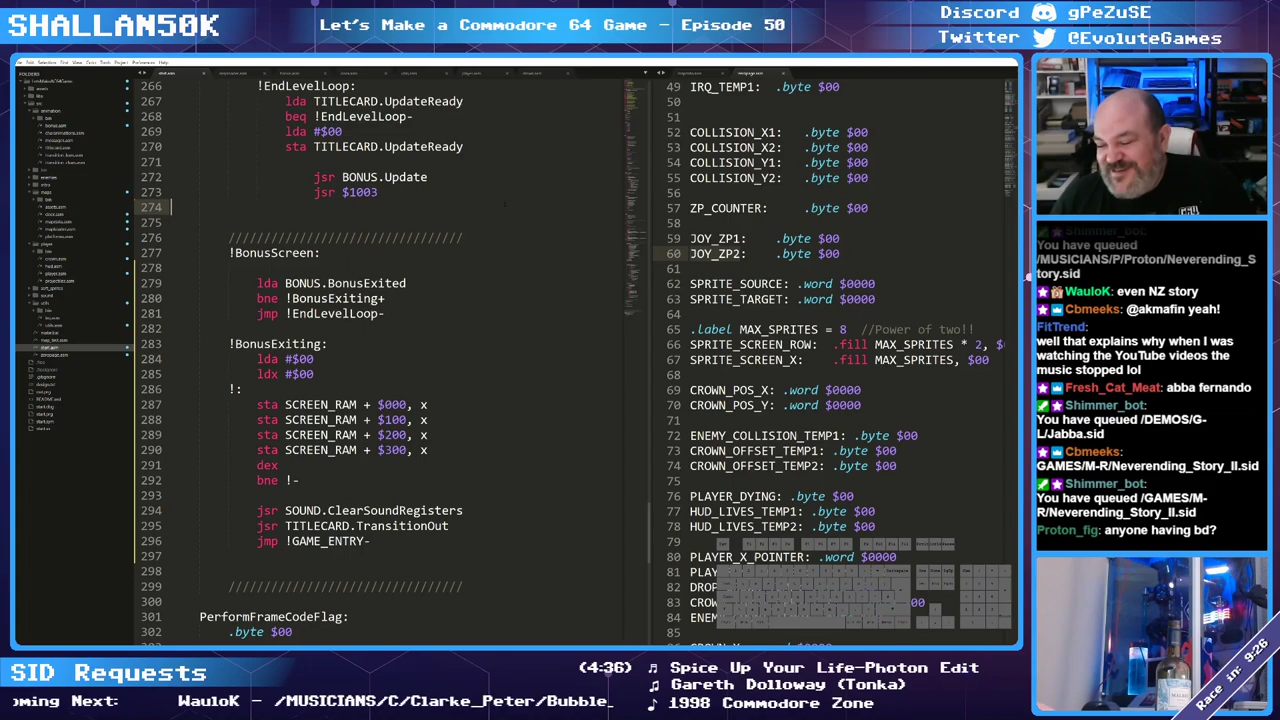 SHALLAN50K
Let's Make a Commodore 64 Game - Episode 50
Discord gPeZuSE
Twitter @EvoluteGames
FOLDERS
266 !EndLevelLoop:
267 lda TITLECARD.UpdateReady
268 beq !EndLevelLoop-
269 lda #$00
270 sta TITLECARD.UpdateReady
271
272 jsr BONUS.Update
273 jsr $1003
274
275
276 /////////////////////////////////
277 !BonusScreen:
278
279 lda BONUS.BonusExited
280 bne !BonusExiting+
281 jmp !EndLevelLoop-
282
283 !BonusExiting:
284 lda #$00
285 ldx #$00
286 !:
287 sta SCREEN_RAM + $000, x
288 sta SCREEN_RAM + $100, x
289 sta SCREEN_RAM + $200, x
290 sta SCREEN_RAM + $300, x
291 dex
292 bne !-
293
294 jsr SOUND.ClearSoundRegisters
295 jsr TITLECARD.TransitionOut
296 jmp !GAME_ENTRY-
297
298
299 /////////////////////////////////
300
301 PerformFrameCodeFlag:
302 .byte $00
49 IRQ_TEMP1: .byte $00
50
51
52 COLLISION_X1: .byte $00
53 COLLISION_X2: .byte $00
54 COLLISION_Y1: .byte $00
55 COLLISION_Y2: .byte $00
56
57 ZP_COUNTER: .byte $00
58
59 JOY_ZP1: .byte $00
60 JOY_ZP2: .byte $00
61
62 SPRITE_SOURCE: .word $0000
63 SPRITE_TARGET: .word $0000
64
65 .label MAX_SPRITES = 8 //Power of two!!
66 SPRITE_SCREEN_ROW: .fill MAX_SPRITES * 2,
67 SPRITE_SCREEN_X: .fill MAX_SPRITES, $00
68
69 CROWN_POS_X: .word $0000
70 CROWN_POS_Y: .word $0000
71
72 ENEMY_COLLISION_TEMP1: .byte $00
73 CROWN_OFFSET_TEMP1: .byte $00
74 CROWN_OFFSET_TEMP2: .byte $00
75
76 PLAYER_DYING: .byte $00
77 HUD_LIVES_TEMP1: .byte $00
78 HUD_LIVES_TEMP2: .byte $00
79
80 PLAYER_X_POINTER: .word $0000
81
82
83
84
85
Shimmer_bot:
You have queued
/MUSICIANS/P/Proton/Neverending_S
tory.sid
WauloK: even NZ story
Cbmeeks: @akmafin yeah!
FitTrend:
well that explains why when I was
watching the YouTube videos the
music stopped lol
Fresh_Cat_Meat: abba fernando
Shimmer_bot:
You have queued /DEMOS/G-
L/Jabba.sid
Cbmeeks:
GAMES/M-R/Neverending_Story_II.sid
Shimmer_bot:
You have queued /GAMES/M-
R/Neverending_Story_II.sid
Proton_fig: anyone having bd?
Race in: 9:26
SID Requests
(4:36) ♫ Spice Up Your Life-Photon Edit
♫ Gareth Dolloway (Tonka)
♪ 1998 Commodore Zone
oming Next: WauloK - /MUSICIANS/C/Clarke_Peter/Bubble_